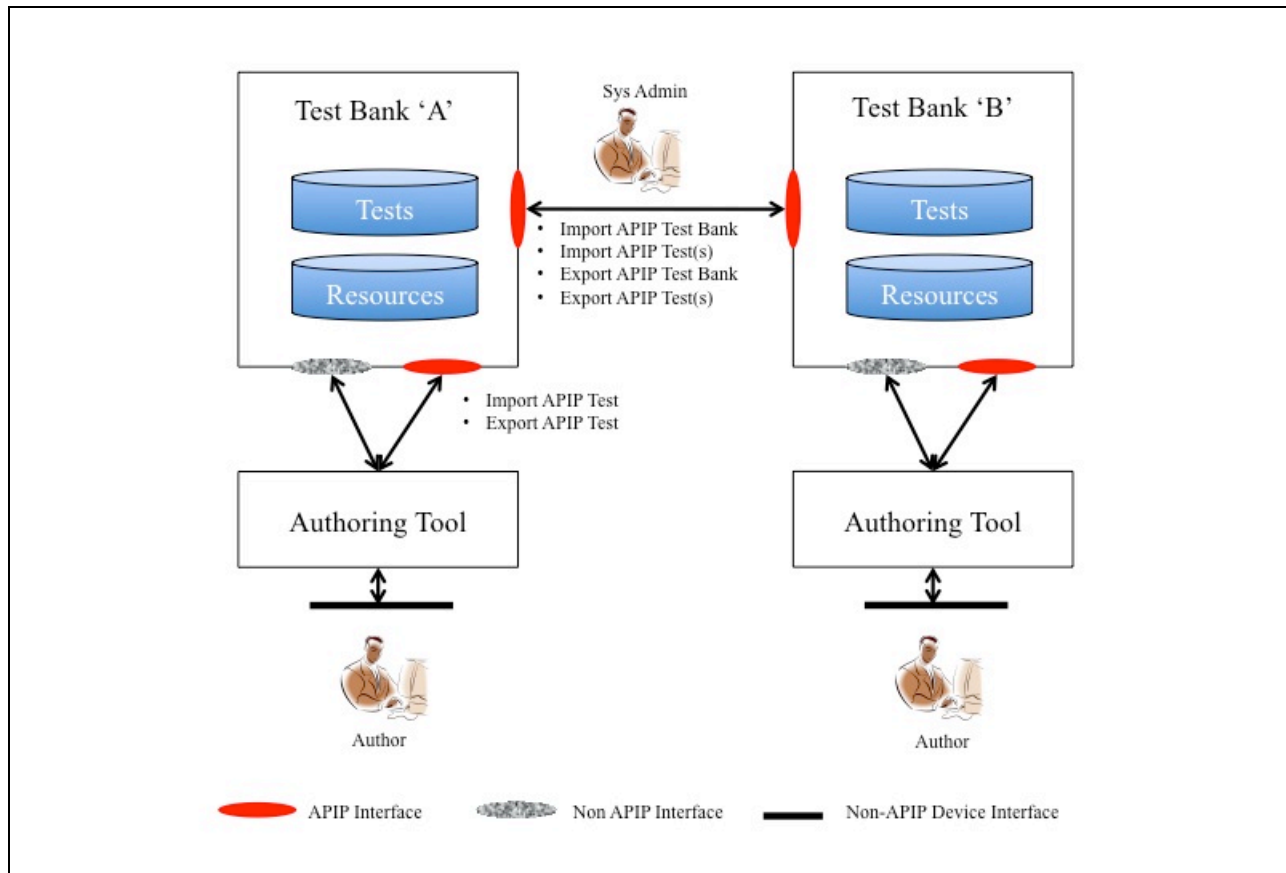 Test Bank ‘A’
Tests
Resources
Sys Admin
• Import APIP Test Bank
• Import APIP Test(s)
• Export APIP Test Bank
• Export APIP Test(s)
Test Bank ‘B’
Tests
Resources
• Import APIP Test
• Export APIP Test
Authoring Tool
Authoring Tool
Author
Author
APIP Interface
Non APIP Interface
Non-APIP Device Interface